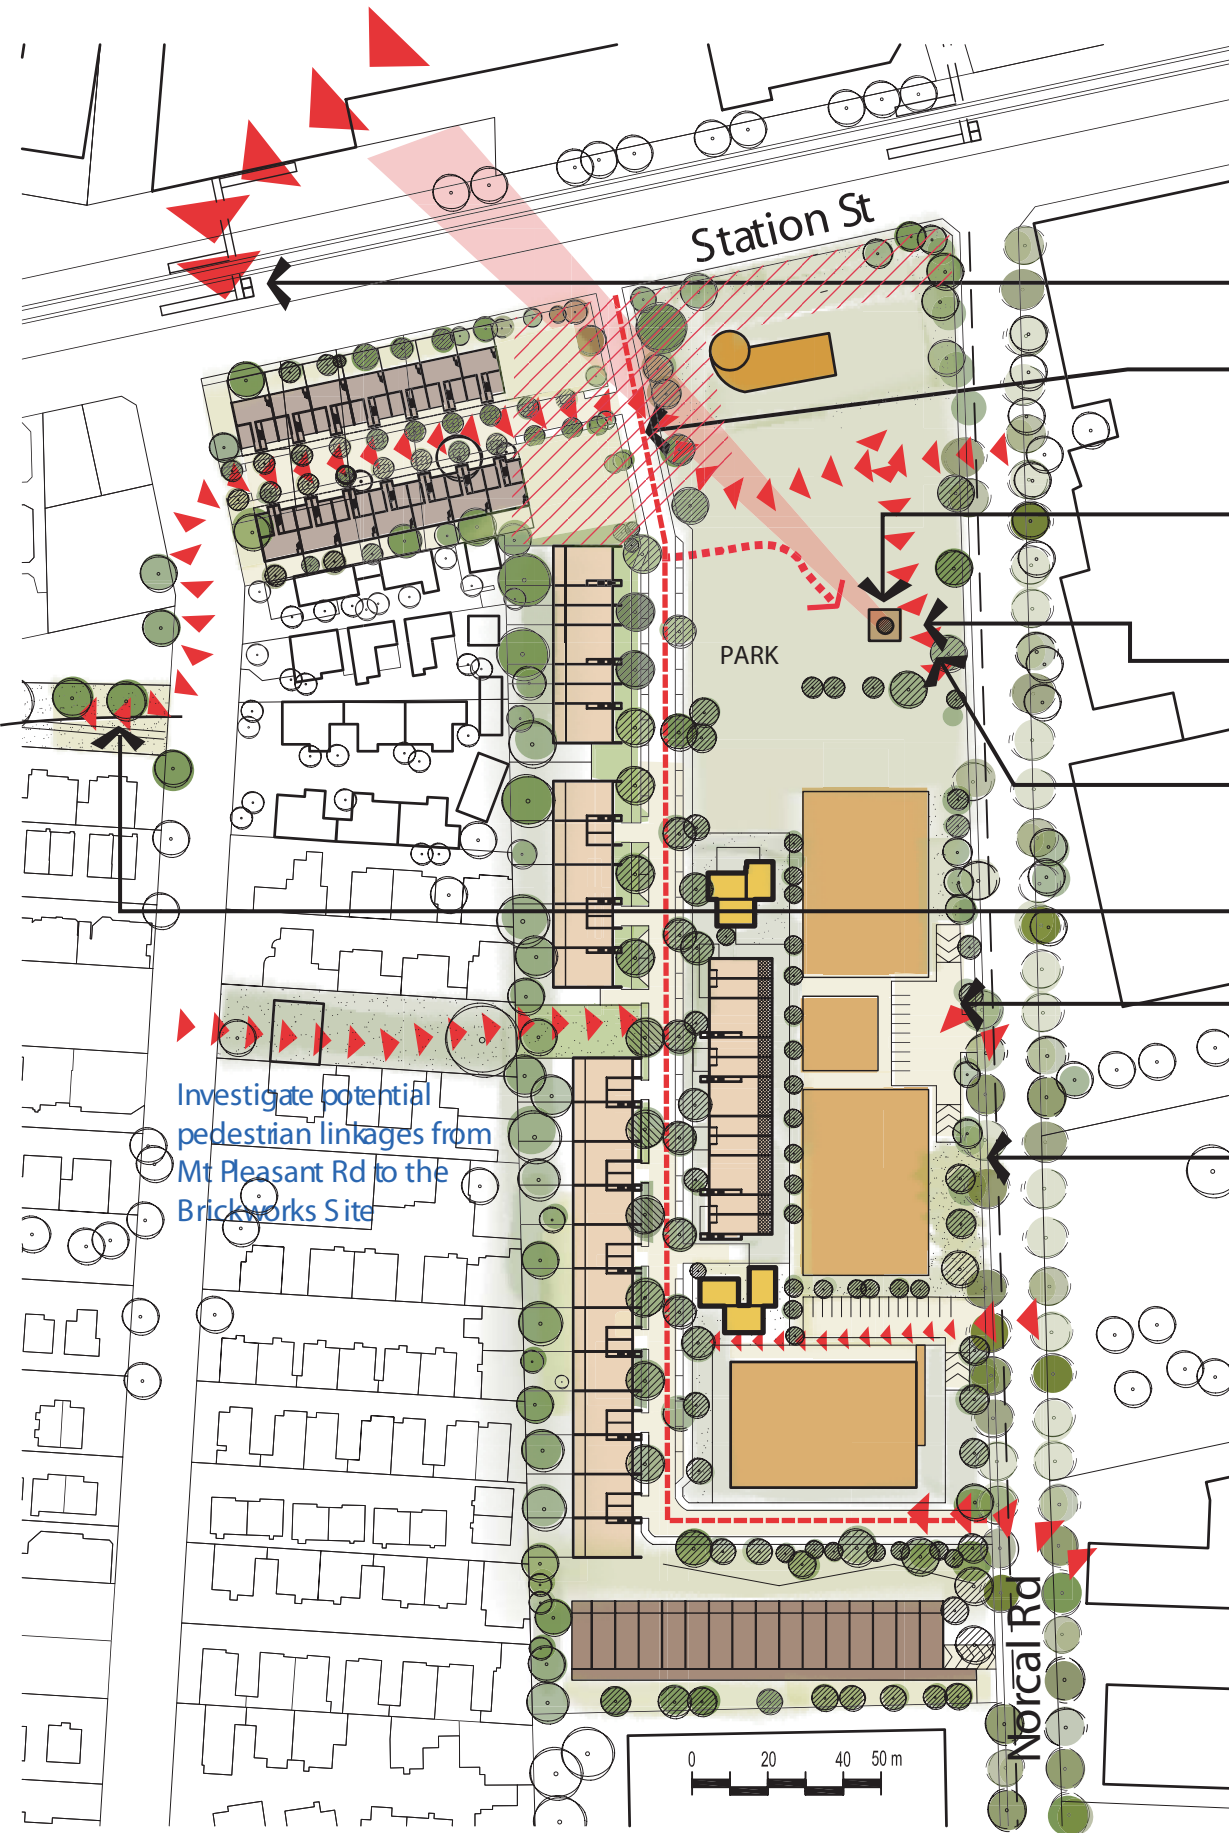 Station St
PARK
Investigate potential
pedestrian linkages from
Mt Pleasant Rd to the
Brickworks Site
Norcal Rd
0 20 40 50 m